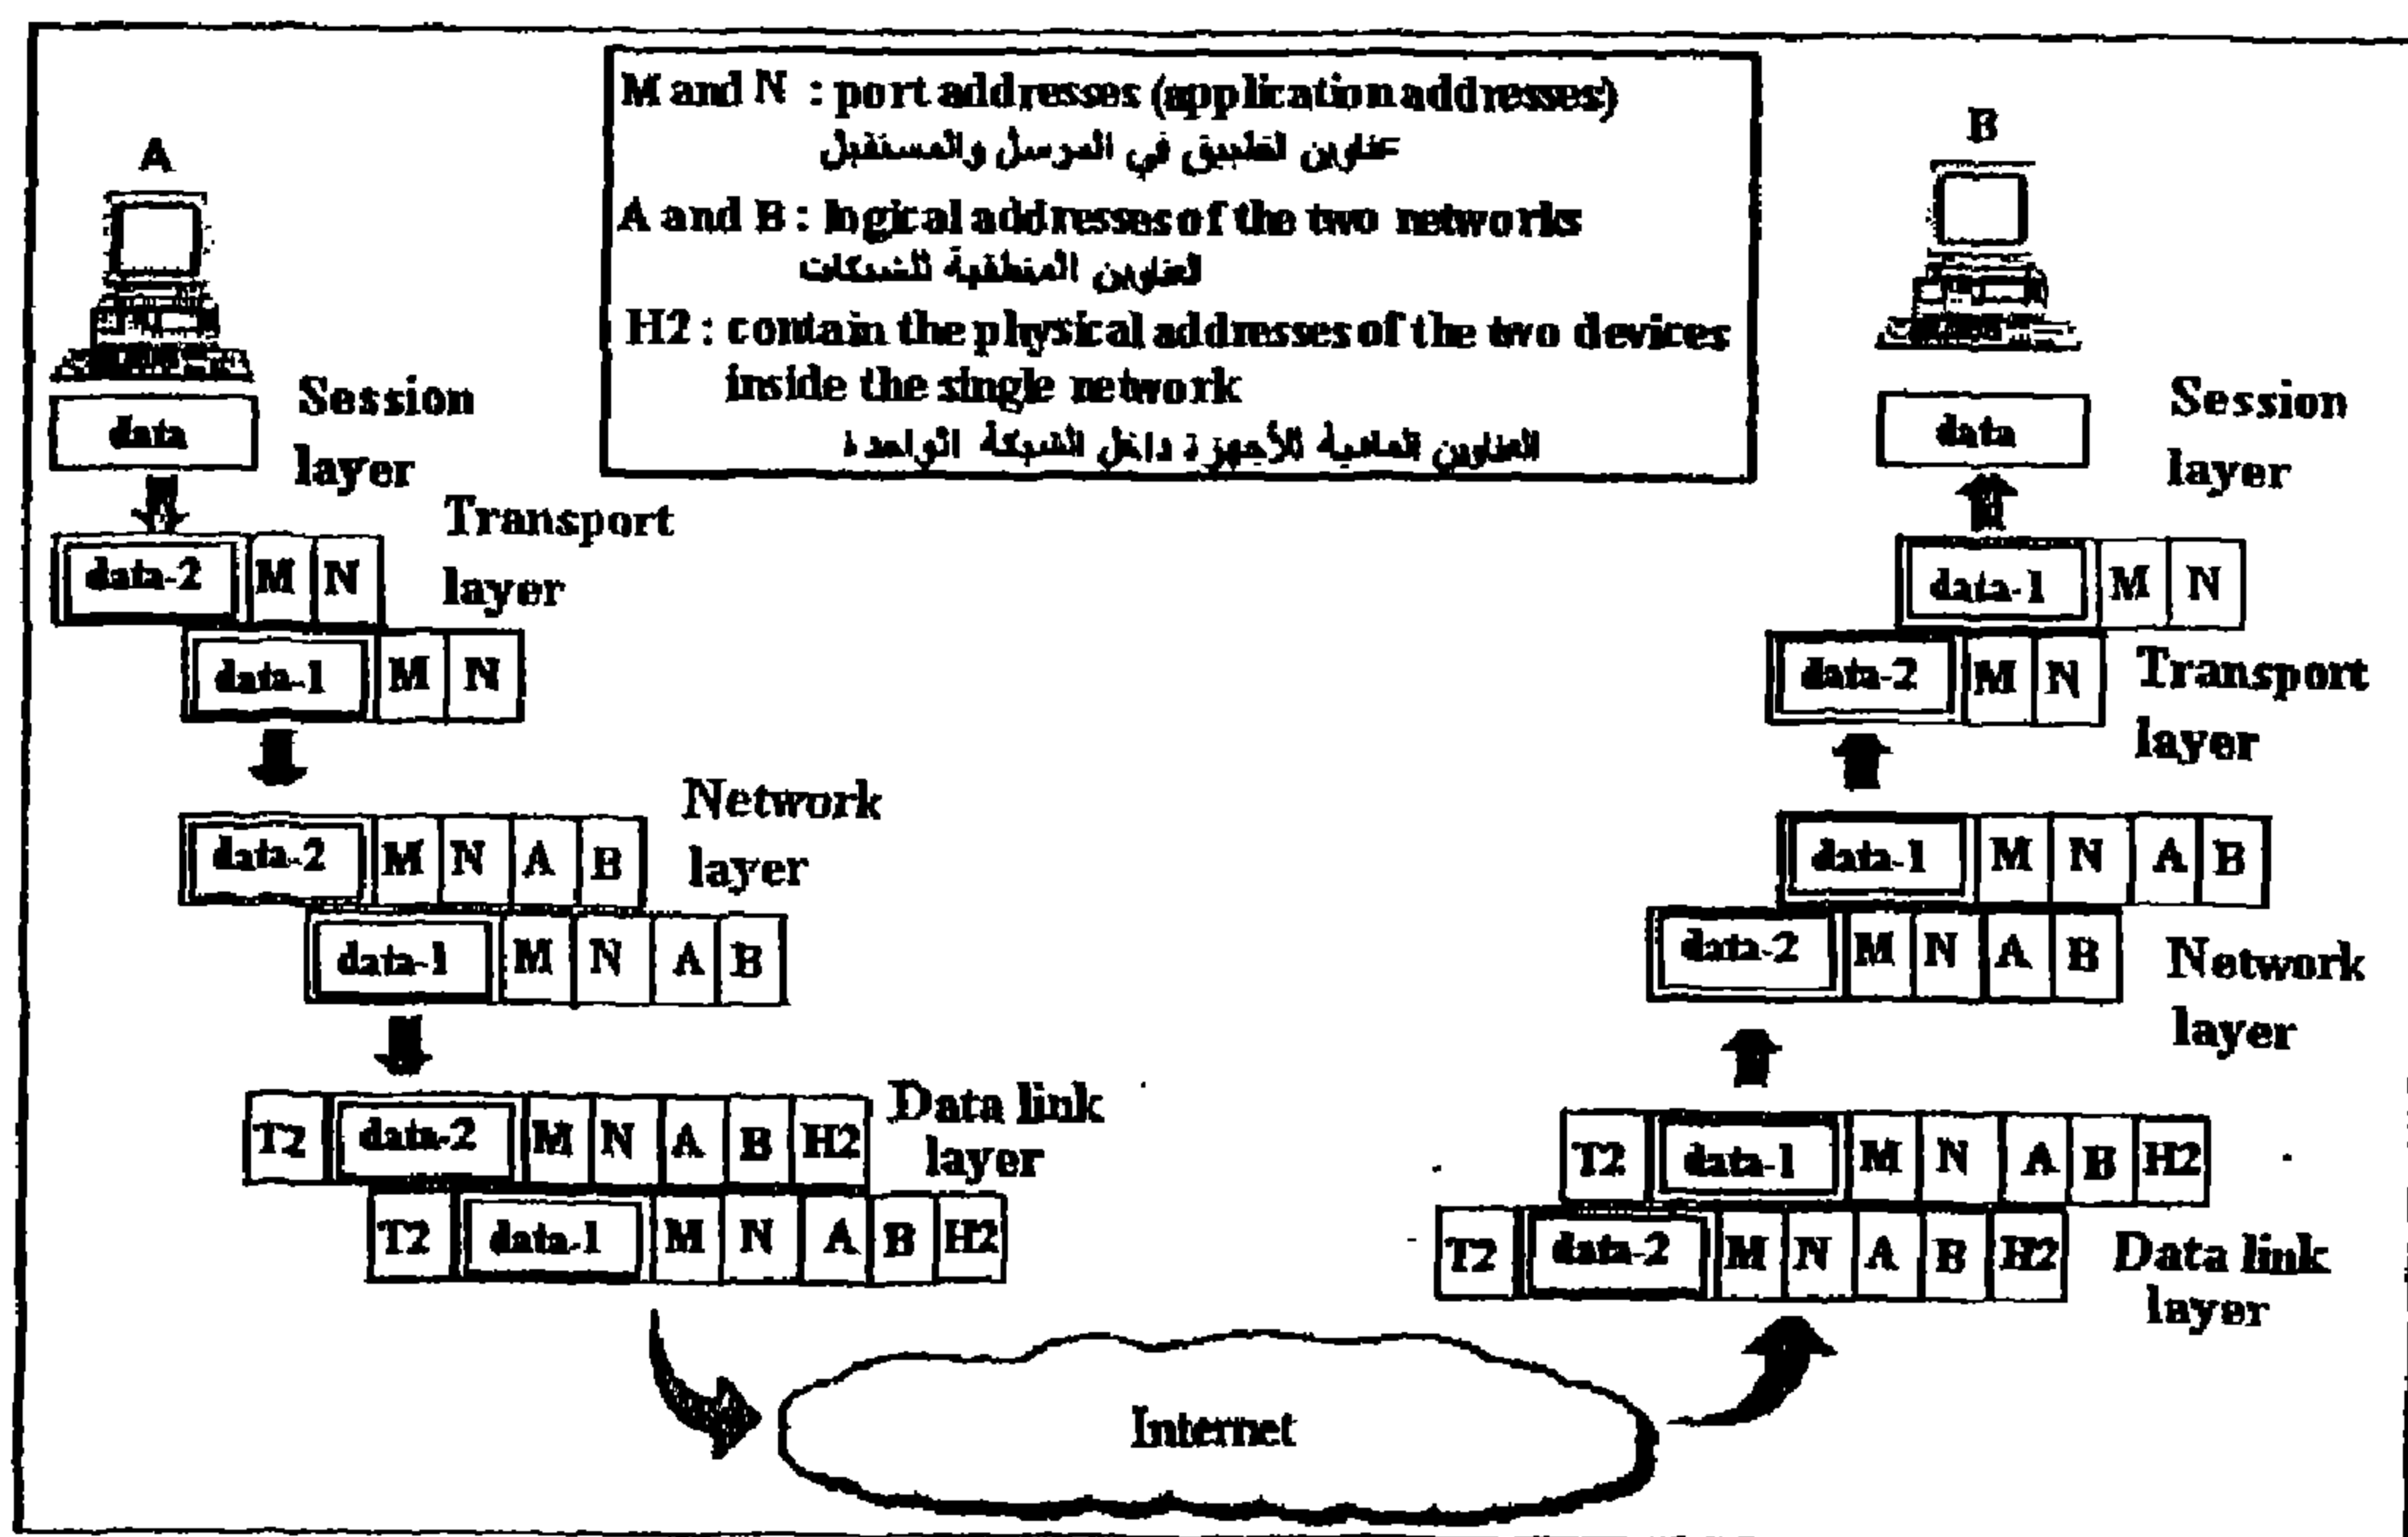 M and N : port addresses (application addresses)
عناوين التطبيق في المرسل والمستقبل
A and B : logical addresses of the two networks
العناوين المنطقية للشبكات
H2 : contain the physical addresses of the two devices
inside the single network
العناوين المادية للأجهزة داخل الشبكة الواحدة
A
data
Session
layer
data-2 M N
Transport
layer
data-1 M N
data-2 M N A B
Network
layer
data-1 M N A B
T2 data-2 M N A B H2
Data link
layer
T2 data-1 M N A B H2
Internet
B
data
Session
layer
data-1 M N
data-2 M N
Transport
layer
data-1 M N A B
data-2 M N A B
Network
layer
T2 data-1 M N A B H2
T2 data-2 M N A B H2
Data link
layer